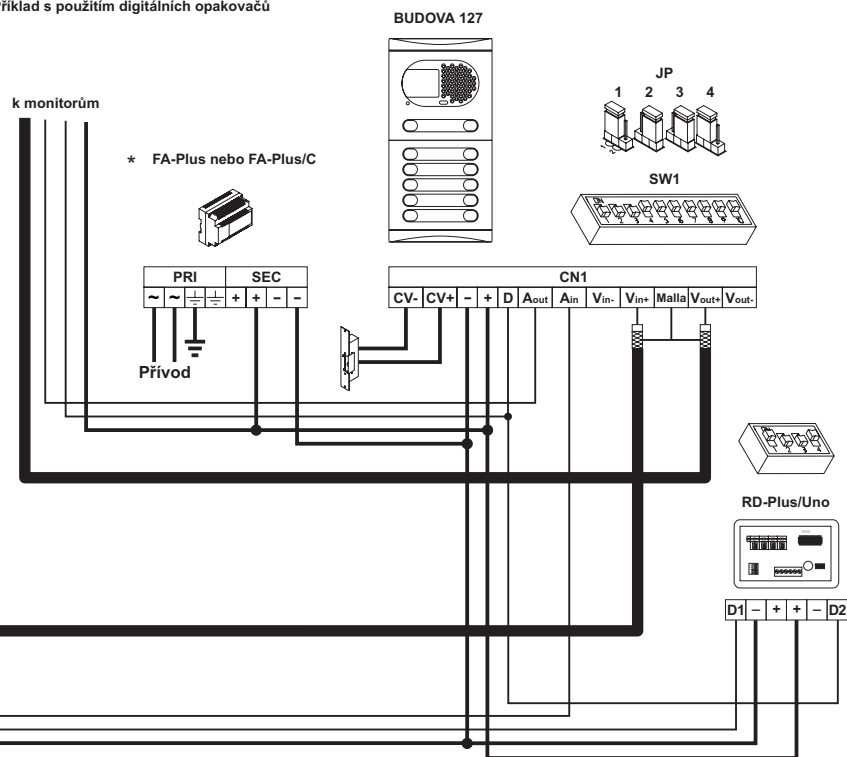 říklad s použitím digitálních opakovačů
BUDOVA 127
JP
1 2 3 4
k monitorům
* FA-Plus nebo FA-Plus/C
SW1
PRI SEC
~ ~ + + – –
Přívod
CN1
CV- CV+ – + D Aout Ain Vin- Vin+ Malla Vout+ Vout-
RD-Plus/Uno
D1 – + + – D2